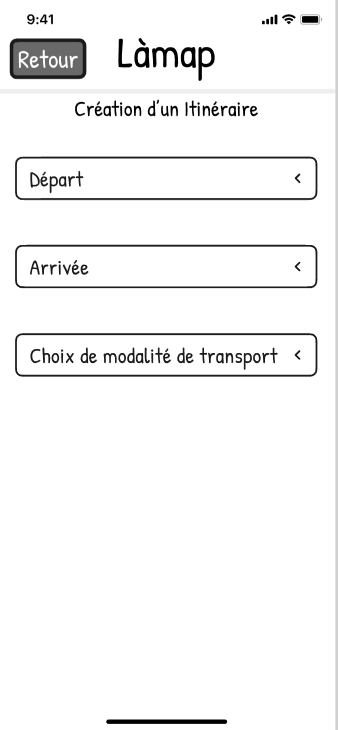 9:41
Retour
Làmap
Création d'un Itinéraire
Départ
Arrivée
Choix de modalité de transport